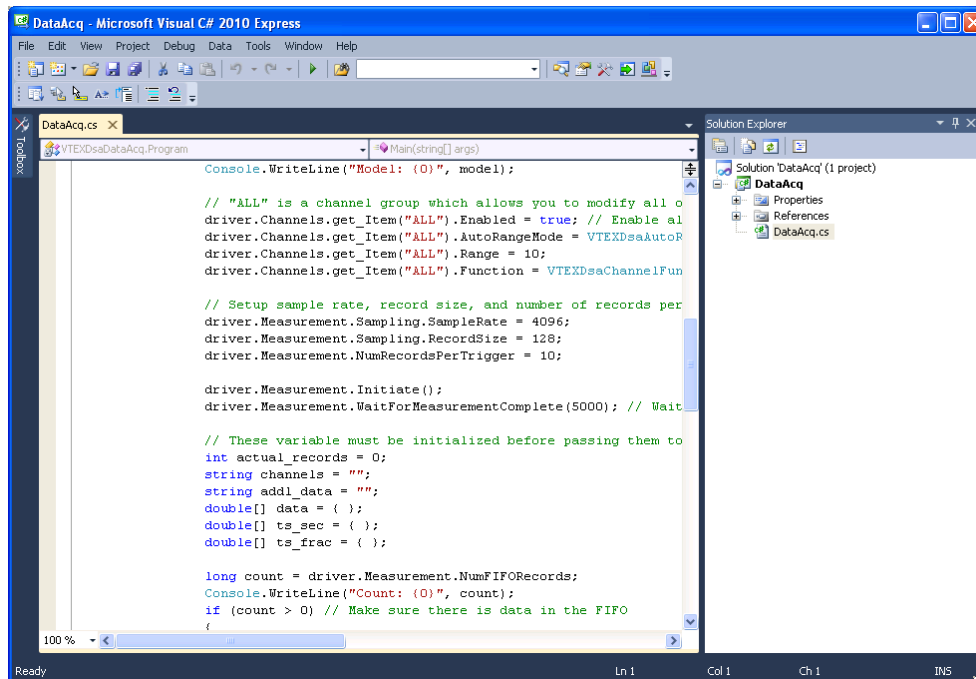 DataAcq - Microsoft Visual C# 2010 Express
File Edit View Project Debug Data Tools Window Help
DataAcq.cs
Solution Explorer
Toolbox
VTEXDsaDataAcq.Program
Main(string[] args)
Solution 'DataAcq' (1 project)
DataAcq
Properties
References
DataAcq.cs
Console.WriteLine("Model: {0}", model);
// "ALL" is a channel group which allows you to modify all o
driver.Channels.get_Item("ALL").Enabled = true; // Enable al
driver.Channels.get_Item("ALL").AutoRangeMode = VTEXDsaAutoR
driver.Channels.get_Item("ALL").Range = 10;
driver.Channels.get_Item("ALL").Function = VTEXDsaChannelFun
// Setup sample rate, record size, and number of records per
driver.Measurement.Sampling.SampleRate = 4096;
driver.Measurement.Sampling.RecordSize = 128;
driver.Measurement.NumRecordsPerTrigger = 10;
driver.Measurement.Initiate();
driver.Measurement.WaitForMeasurementComplete(5000); // Wait
// These variable must be initialized before passing them to
int actual_records = 0;
string channels = "";
string addl_data = "";
double[] data = { };
double[] ts_sec = { };
double[] ts_frac = { };
long count = driver.Measurement.NumFIFORecords;
Console.WriteLine("Count: {0}", count);
if (count > 0) // Make sure there is data in the FIFO
{
100 %
Ready
Ln 1 Col 1 Ch 1 INS